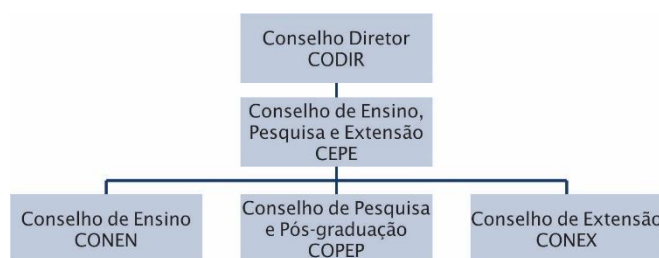 Conselho Diretor
CODIR
Conselho de Ensino,
Pesquisa e Extensão
CEPE
Conselho de Ensino
CONEN
Conselho de Pesquisa
e Pós-graduação
COPEP
Conselho de Extensão
CONEX